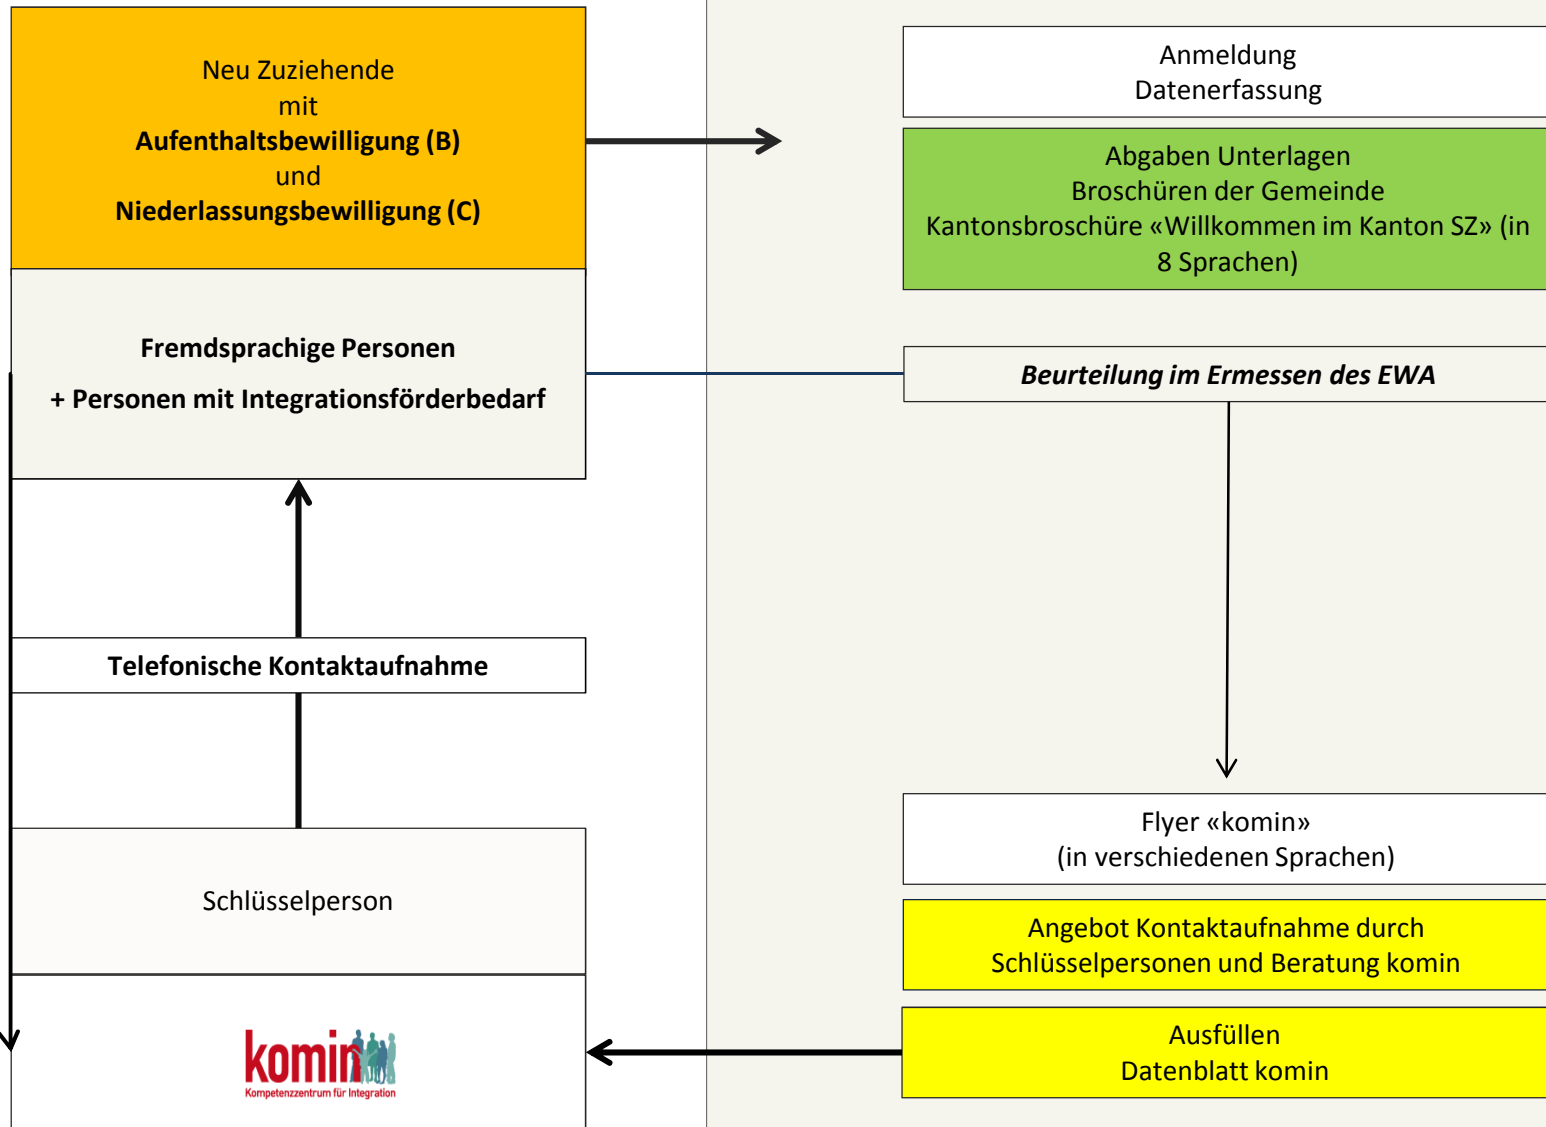 Neu Zuziehende
mit
Aufenthaltsbewilligung (B)
und
Niederlassungsbewilligung (C)
Fremdsprachige Personen
+ Personen mit Integrationsförderbedarf
Telefonische Kontaktaufnahme
Schlüsselperson
komin
Kompetenzzentrum für Integration
Anmeldung
Datenerfassung
Abgaben Unterlagen
Broschüren der Gemeinde
Kantonsbroschüre «Willkommen im Kanton SZ» (in
8 Sprachen)
Beurteilung im Ermessen des EWA
Flyer «komin»
(in verschiedenen Sprachen)
Angebot Kontaktaufnahme durch
Schlüsselpersonen und Beratung komin
Ausfüllen
Datenblatt komin